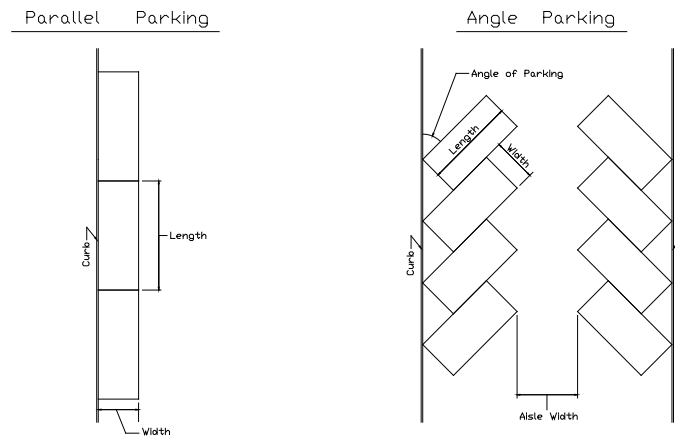 Parallel Parking
Angle Parking
Angle of Parking
Length
Width
Curb
Length
Curb
Aisle Width
Width